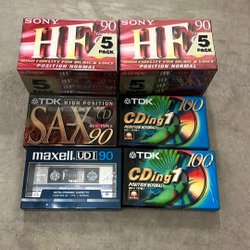 SONY 90
HF
5
PACK
HIGH FIDELITY FOR MUSIC & VOICE
POSITION NORMAL
SONY 90
HF
5
PACK
HIGH FIDELITY FOR MUSIC & VOICE
POSITION NORMAL
TDK HIGH POSITION
SA-X
CD
90
TDK 100
CDing1
POSITION NORMAL
maxell UDI 90
TDK 100
CDing1
POSITION NORMAL